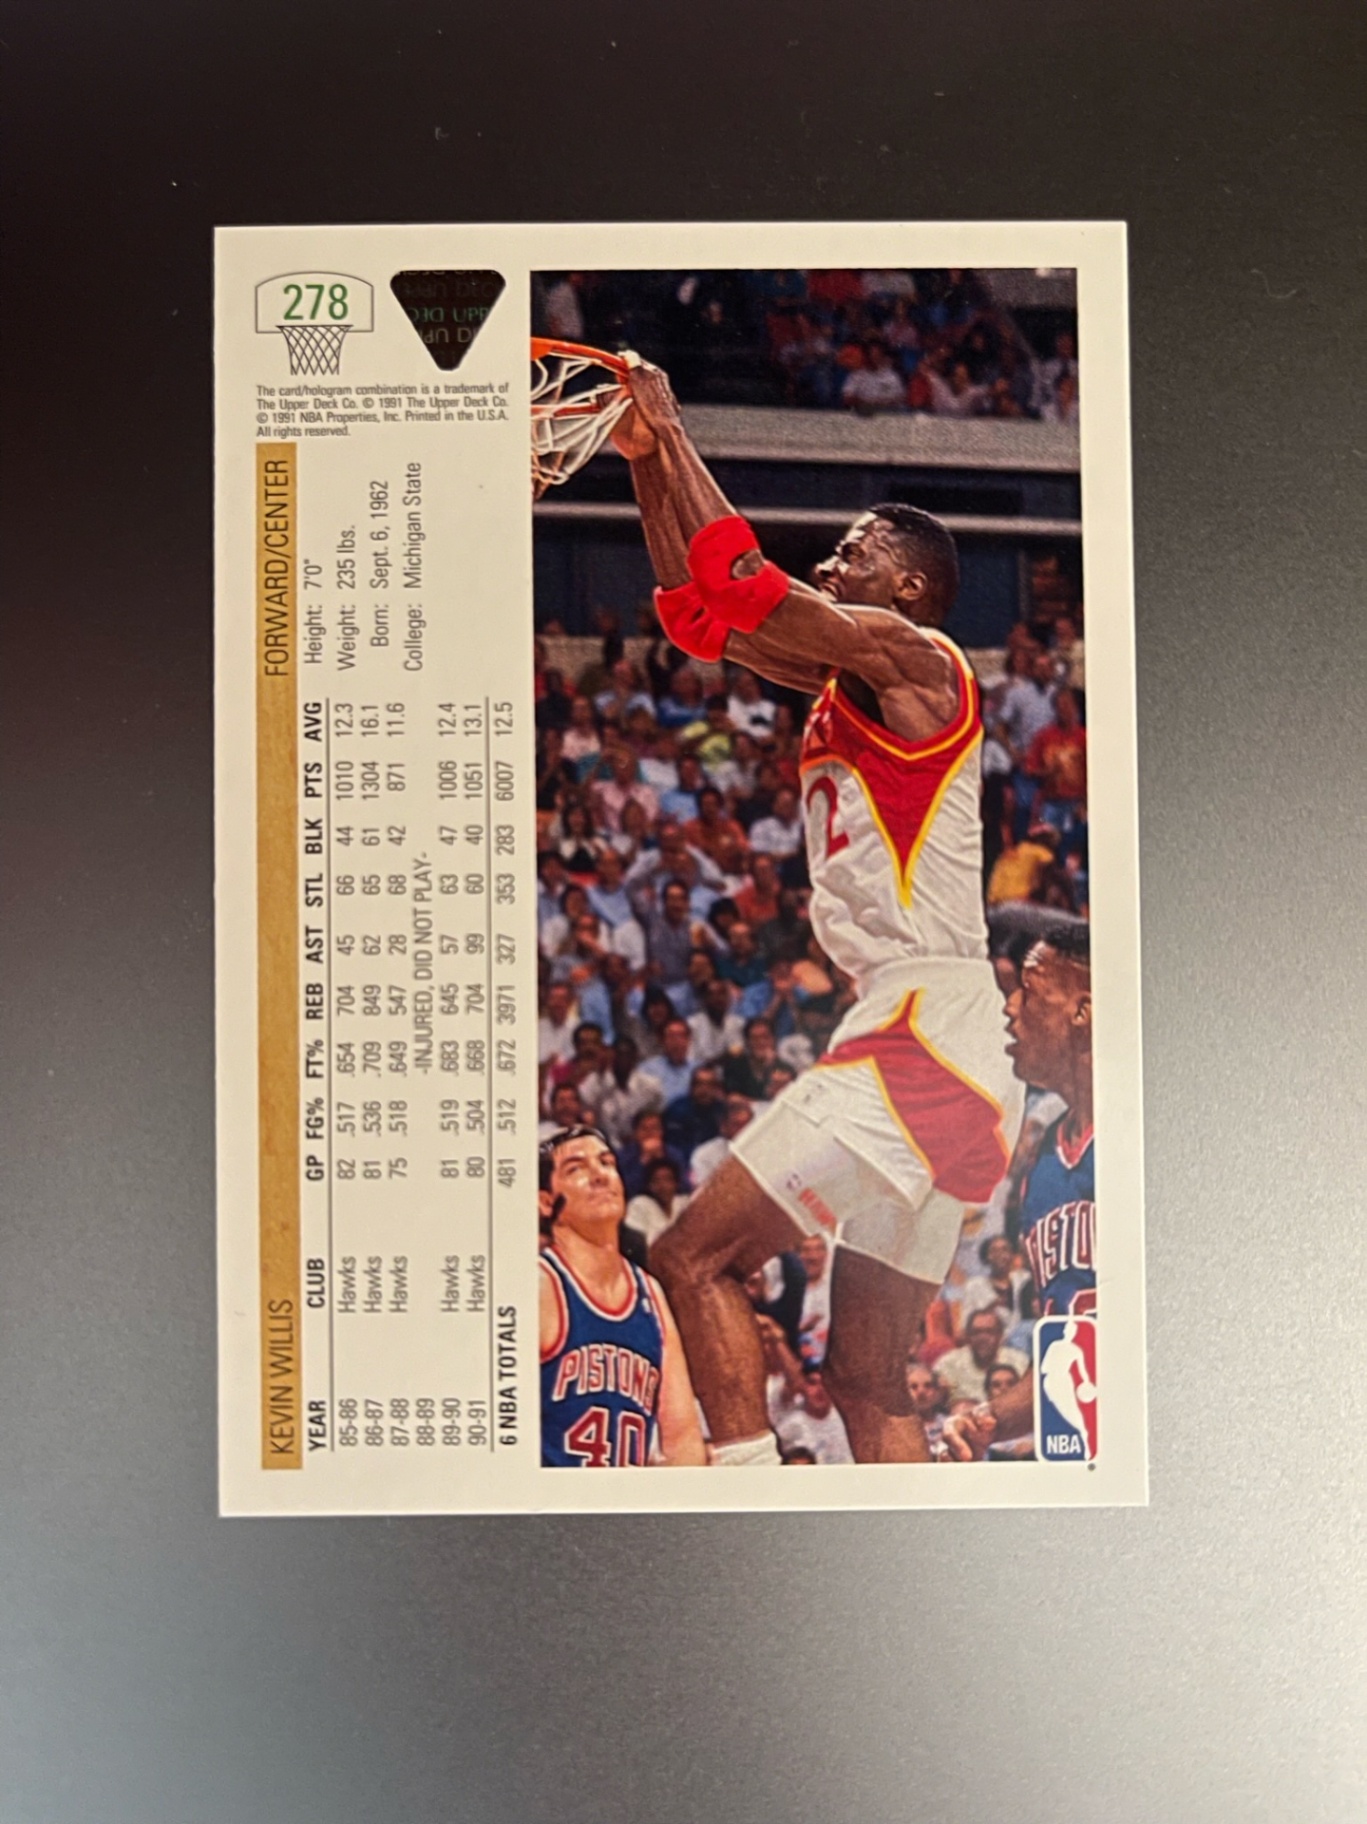 278
The card/hologram combination is a trademark of
The Upper Deck Co. © 1991 The Upper Deck Co.
© 1991 NBA Properties, Inc. Printed in the U.S.A.
All rights reserved.
KEVIN WILLIS FORWARD/CENTER
Height: 7'0"
Weight: 235 lbs.
Born: Sept. 6, 1962
College: Michigan State
YEAR CLUB GP FG% FT% REB AST STL BLK PTS AVG
85-86 Hawks 82 .517 .654 704 45 66 44 1010 12.3
86-87 Hawks 81 .536 .709 849 62 65 61 1304 16.1
87-88 Hawks 75 .518 .649 547 28 68 42 871 11.6
88-89 -INJURED, DID NOT PLAY-
89-90 Hawks 81 .519 .683 645 57 63 47 1006 12.4
90-91 Hawks 80 .504 .668 704 99 60 40 1051 13.1
6 NBA TOTALS 481 .512 .672 3971 327 353 283 6007 12.5
2
PISTONS
40
NBA